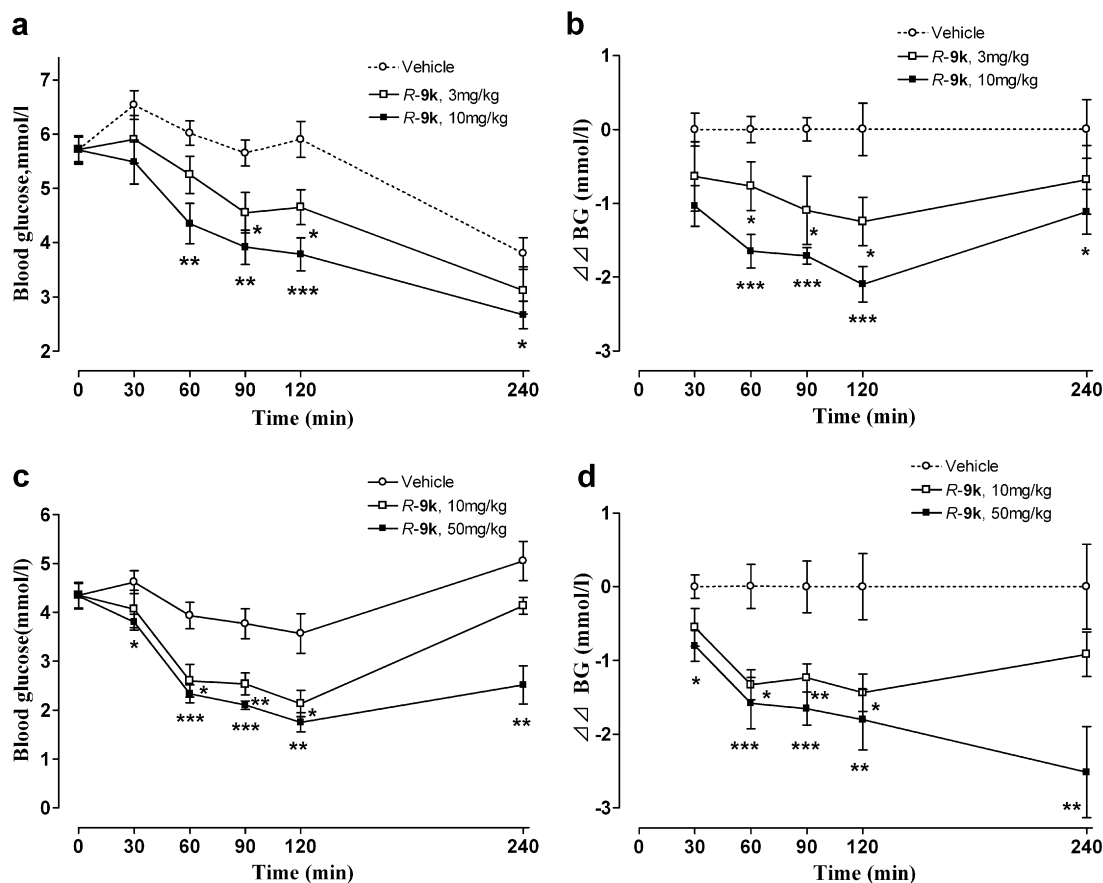 a
Vehicle
R-9k, 3mg/kg
R-9k, 10mg/kg
Blood glucose,mmol/l
7
6
5
4
3
2
** ** *** * * *
0 30 60 90 120 240
Time (min)
b
Vehicle
R-9k, 3mg/kg
R-9k, 10mg/kg
⊿⊿ BG (mmol/l)
1
0
-1
-2
-3
* * * *
*** *** ***
0 30 60 90 120 240
Time (min)
c
Vehicle
R-9k, 10mg/kg
R-9k, 50mg/kg
Blood glucose(mmol/l)
6
5
4
3
2
1
0
* * ** *
*** *** ** **
0 30 60 90 120 240
Time (min)
d
Vehicle
R-9k, 10mg/kg
R-9k, 50mg/kg
⊿⊿ BG (mmol/l)
1
0
-1
-2
-3
* * ** *
*** *** ** **
0 30 60 90 120 240
Time (min)